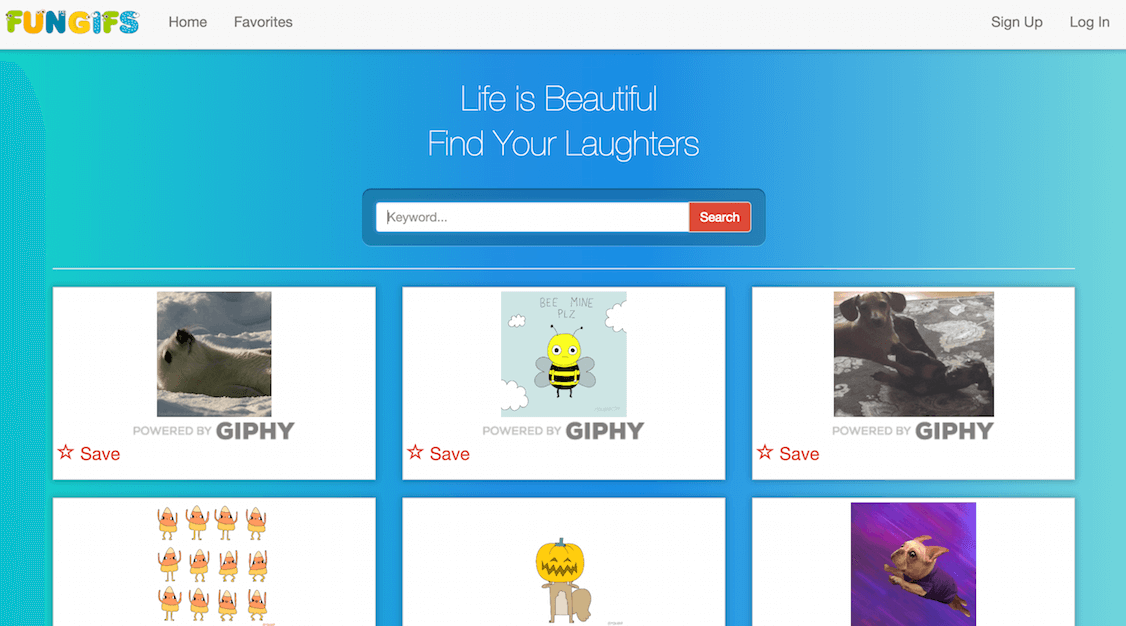 FUNGIFS Home Favorites Sign Up Log In
Life is Beautiful
Find Your Laughters
Keyword... Search
BEE MINE
PLZ
POWERED BY GIPHY POWERED BY GIPHY POWERED BY GIPHY
☆ Save ☆ Save ☆ Save